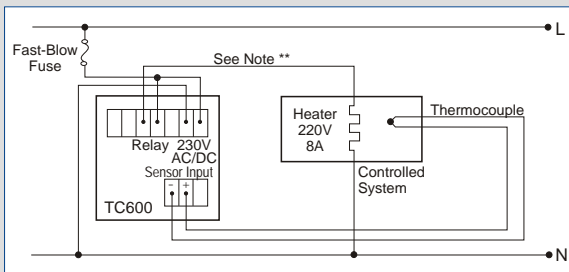 L
Fast-Blow
Fuse
See Note **
Relay 230V
AC/DC
Sensor Input
- +
TC600
Heater
220V
8A
Thermocouple
Controlled
System
N